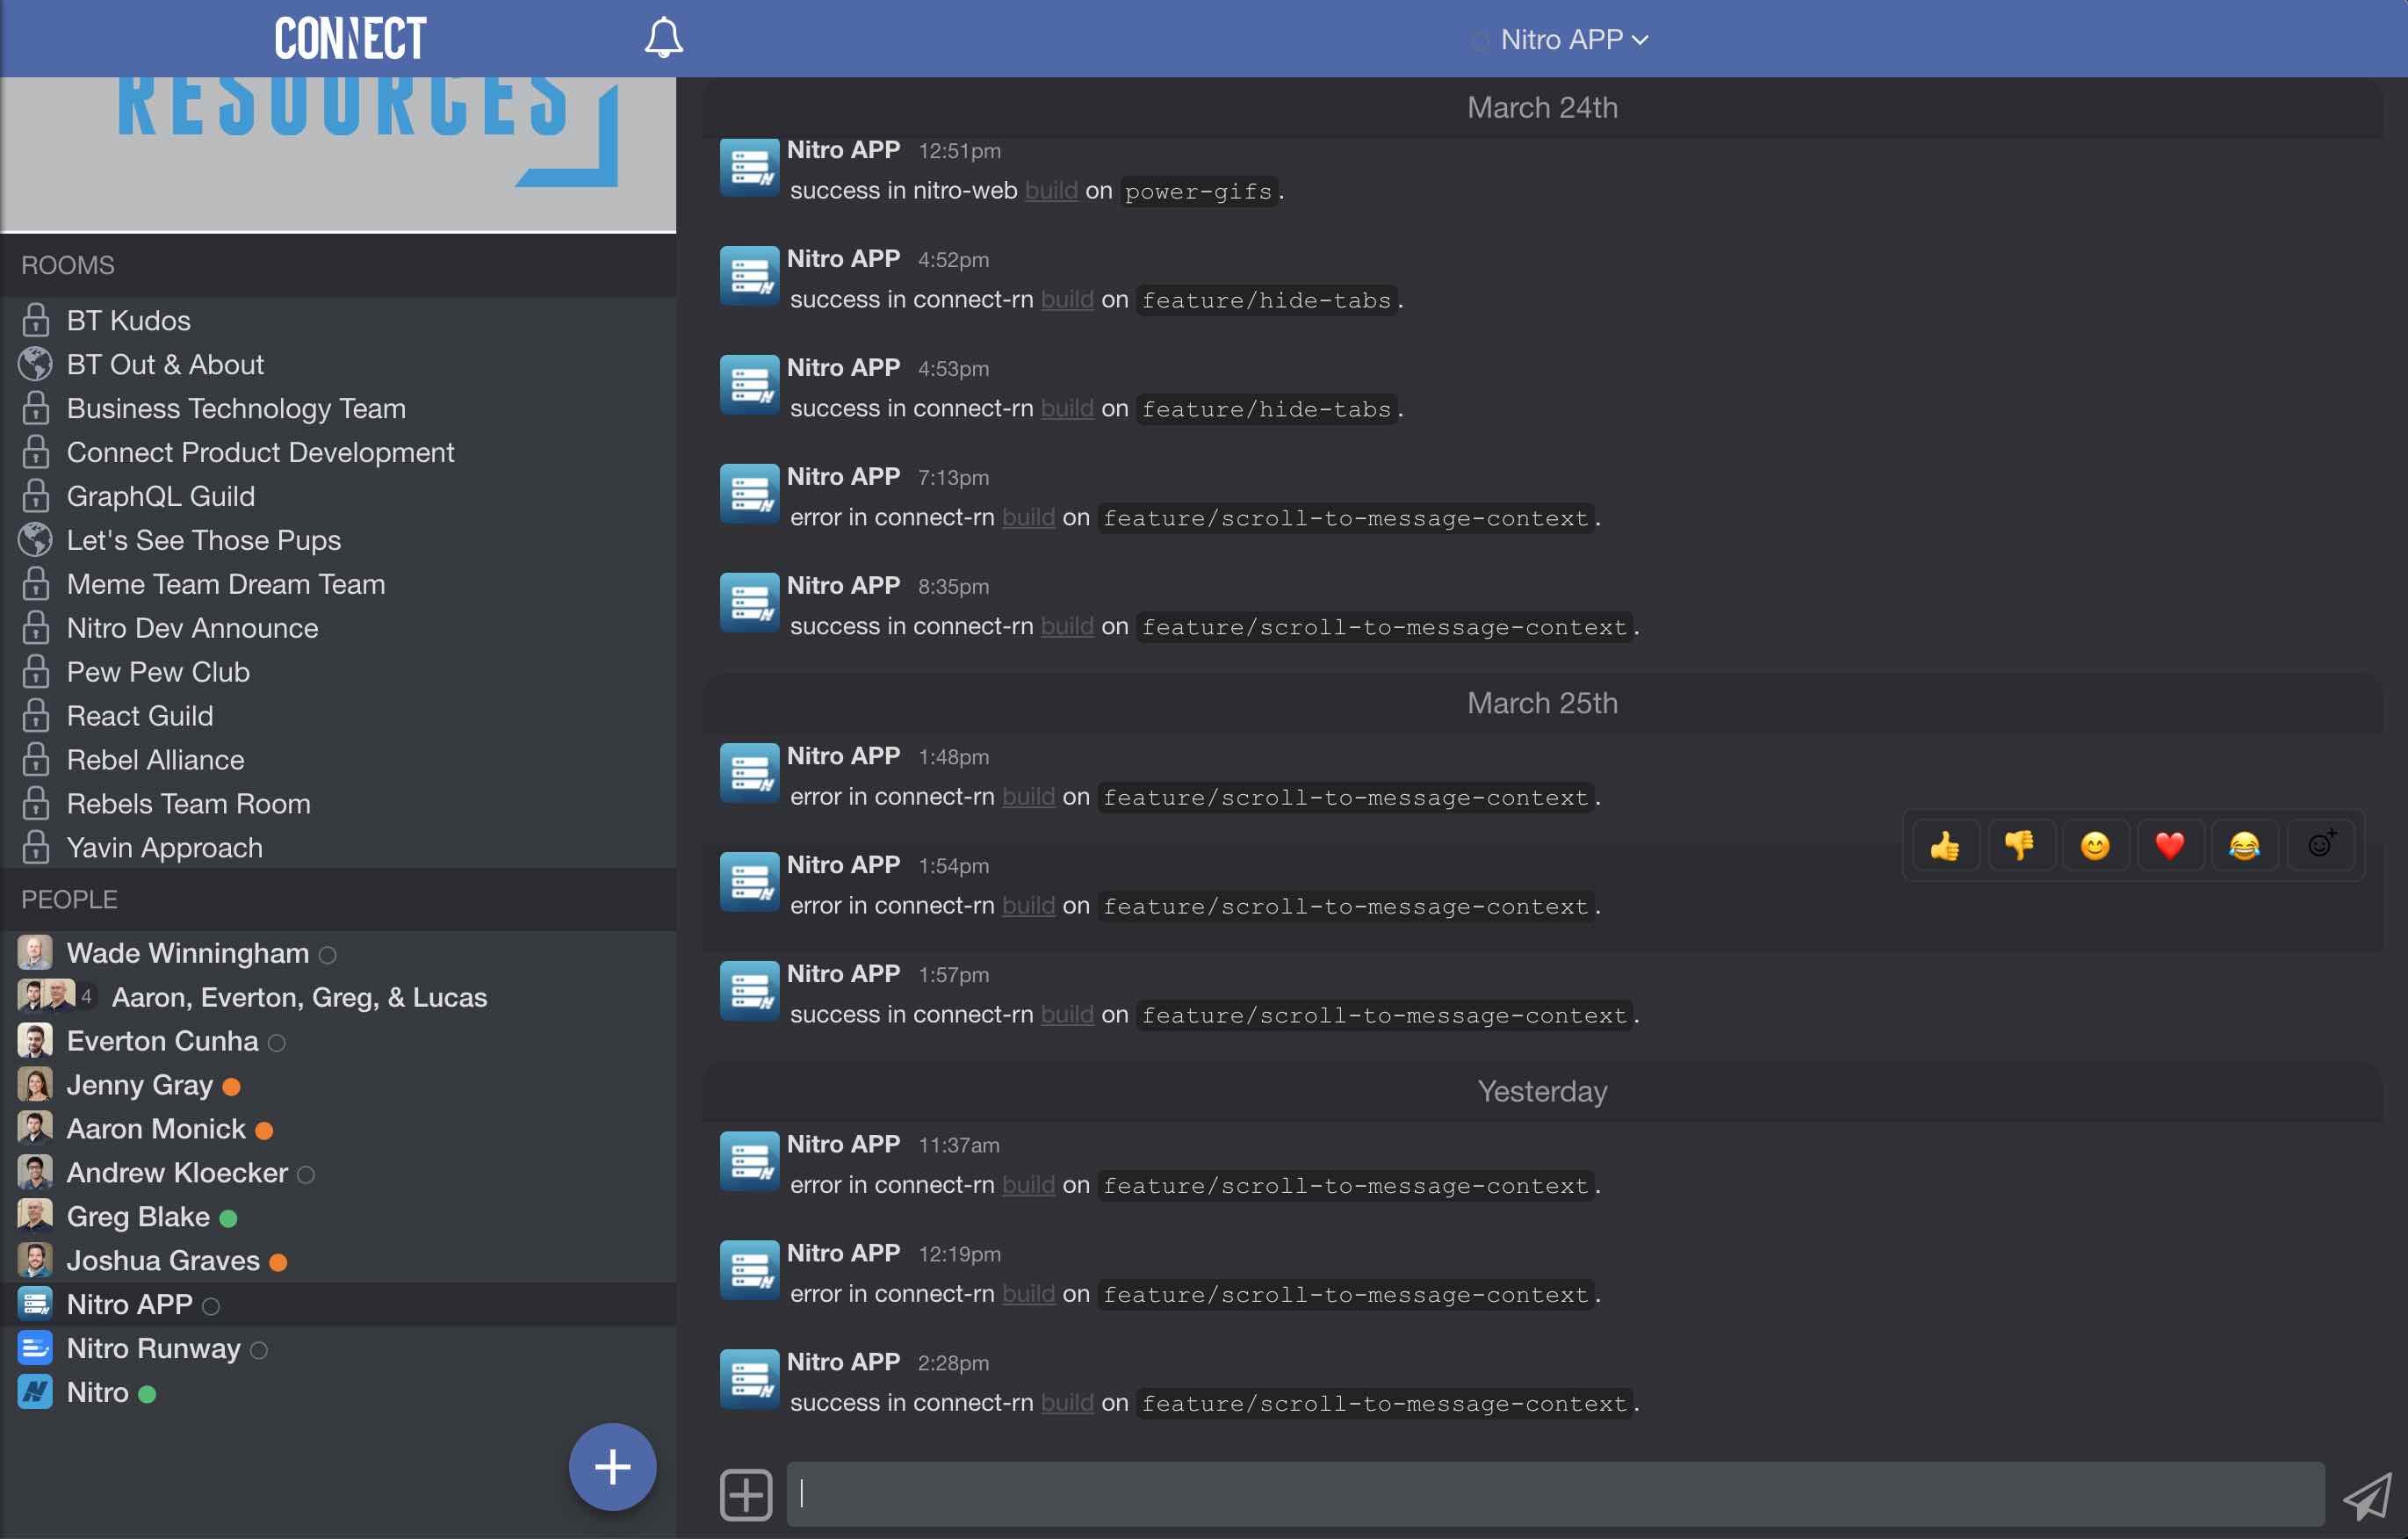 CONNECT
Nitro APP
RESOURCES
ROOMS
BT Kudos
BT Out & About
Business Technology Team
Connect Product Development
GraphQL Guild
Let's See Those Pups
Meme Team Dream Team
Nitro Dev Announce
Pew Pew Club
React Guild
Rebel Alliance
Rebels Team Room
Yavin Approach
PEOPLE
Wade Winningham
4 Aaron, Everton, Greg, & Lucas
Everton Cunha
Jenny Gray
Aaron Monick
Andrew Kloecker
Greg Blake
Joshua Graves
Nitro APP
Nitro Runway
Nitro
March 24th
Nitro APP 12:51pm
success in nitro-web build on power-gifs.
Nitro APP 4:52pm
success in connect-rn build on feature/hide-tabs.
Nitro APP 4:53pm
success in connect-rn build on feature/hide-tabs.
Nitro APP 7:13pm
error in connect-rn build on feature/scroll-to-message-context.
Nitro APP 8:35pm
success in connect-rn build on feature/scroll-to-message-context.
March 25th
Nitro APP 1:48pm
error in connect-rn build on feature/scroll-to-message-context.
Nitro APP 1:54pm
error in connect-rn build on feature/scroll-to-message-context.
Nitro APP 1:57pm
success in connect-rn build on feature/scroll-to-message-context.
Yesterday
Nitro APP 11:37am
error in connect-rn build on feature/scroll-to-message-context.
Nitro APP 12:19pm
error in connect-rn build on feature/scroll-to-message-context.
Nitro APP 2:28pm
success in connect-rn build on feature/scroll-to-message-context.